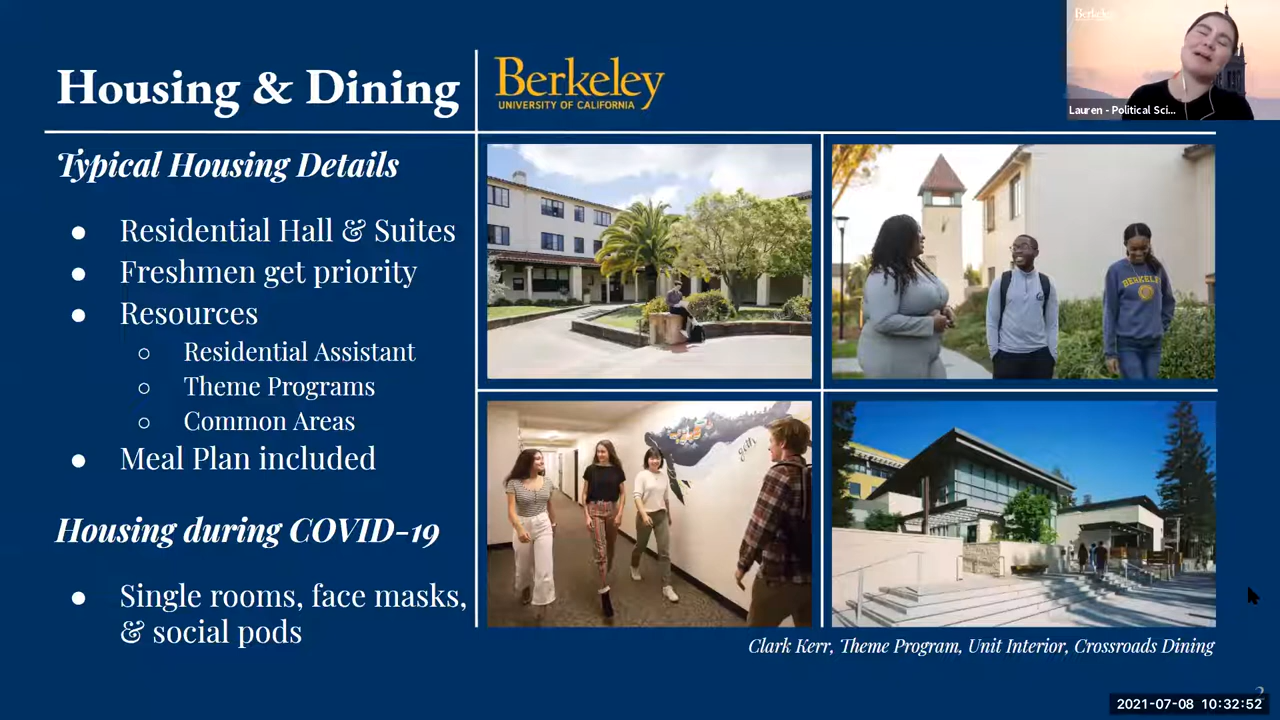 Housing & Dining
Berkeley
UNIVERSITY OF CALIFORNIA
Berkeley
Lauren - Political Sci...
Typical Housing Details
● Residential Hall & Suites
● Freshmen get priority
● Resources
○ Residential Assistant
○ Theme Programs
○ Common Areas
● Meal Plan included
Housing during COVID-19
● Single rooms, face masks,
& social pods
BERKELEY
Clark Kerr, Theme Program, Unit Interior, Crossroads Dining
2021-07-08 10:32:52